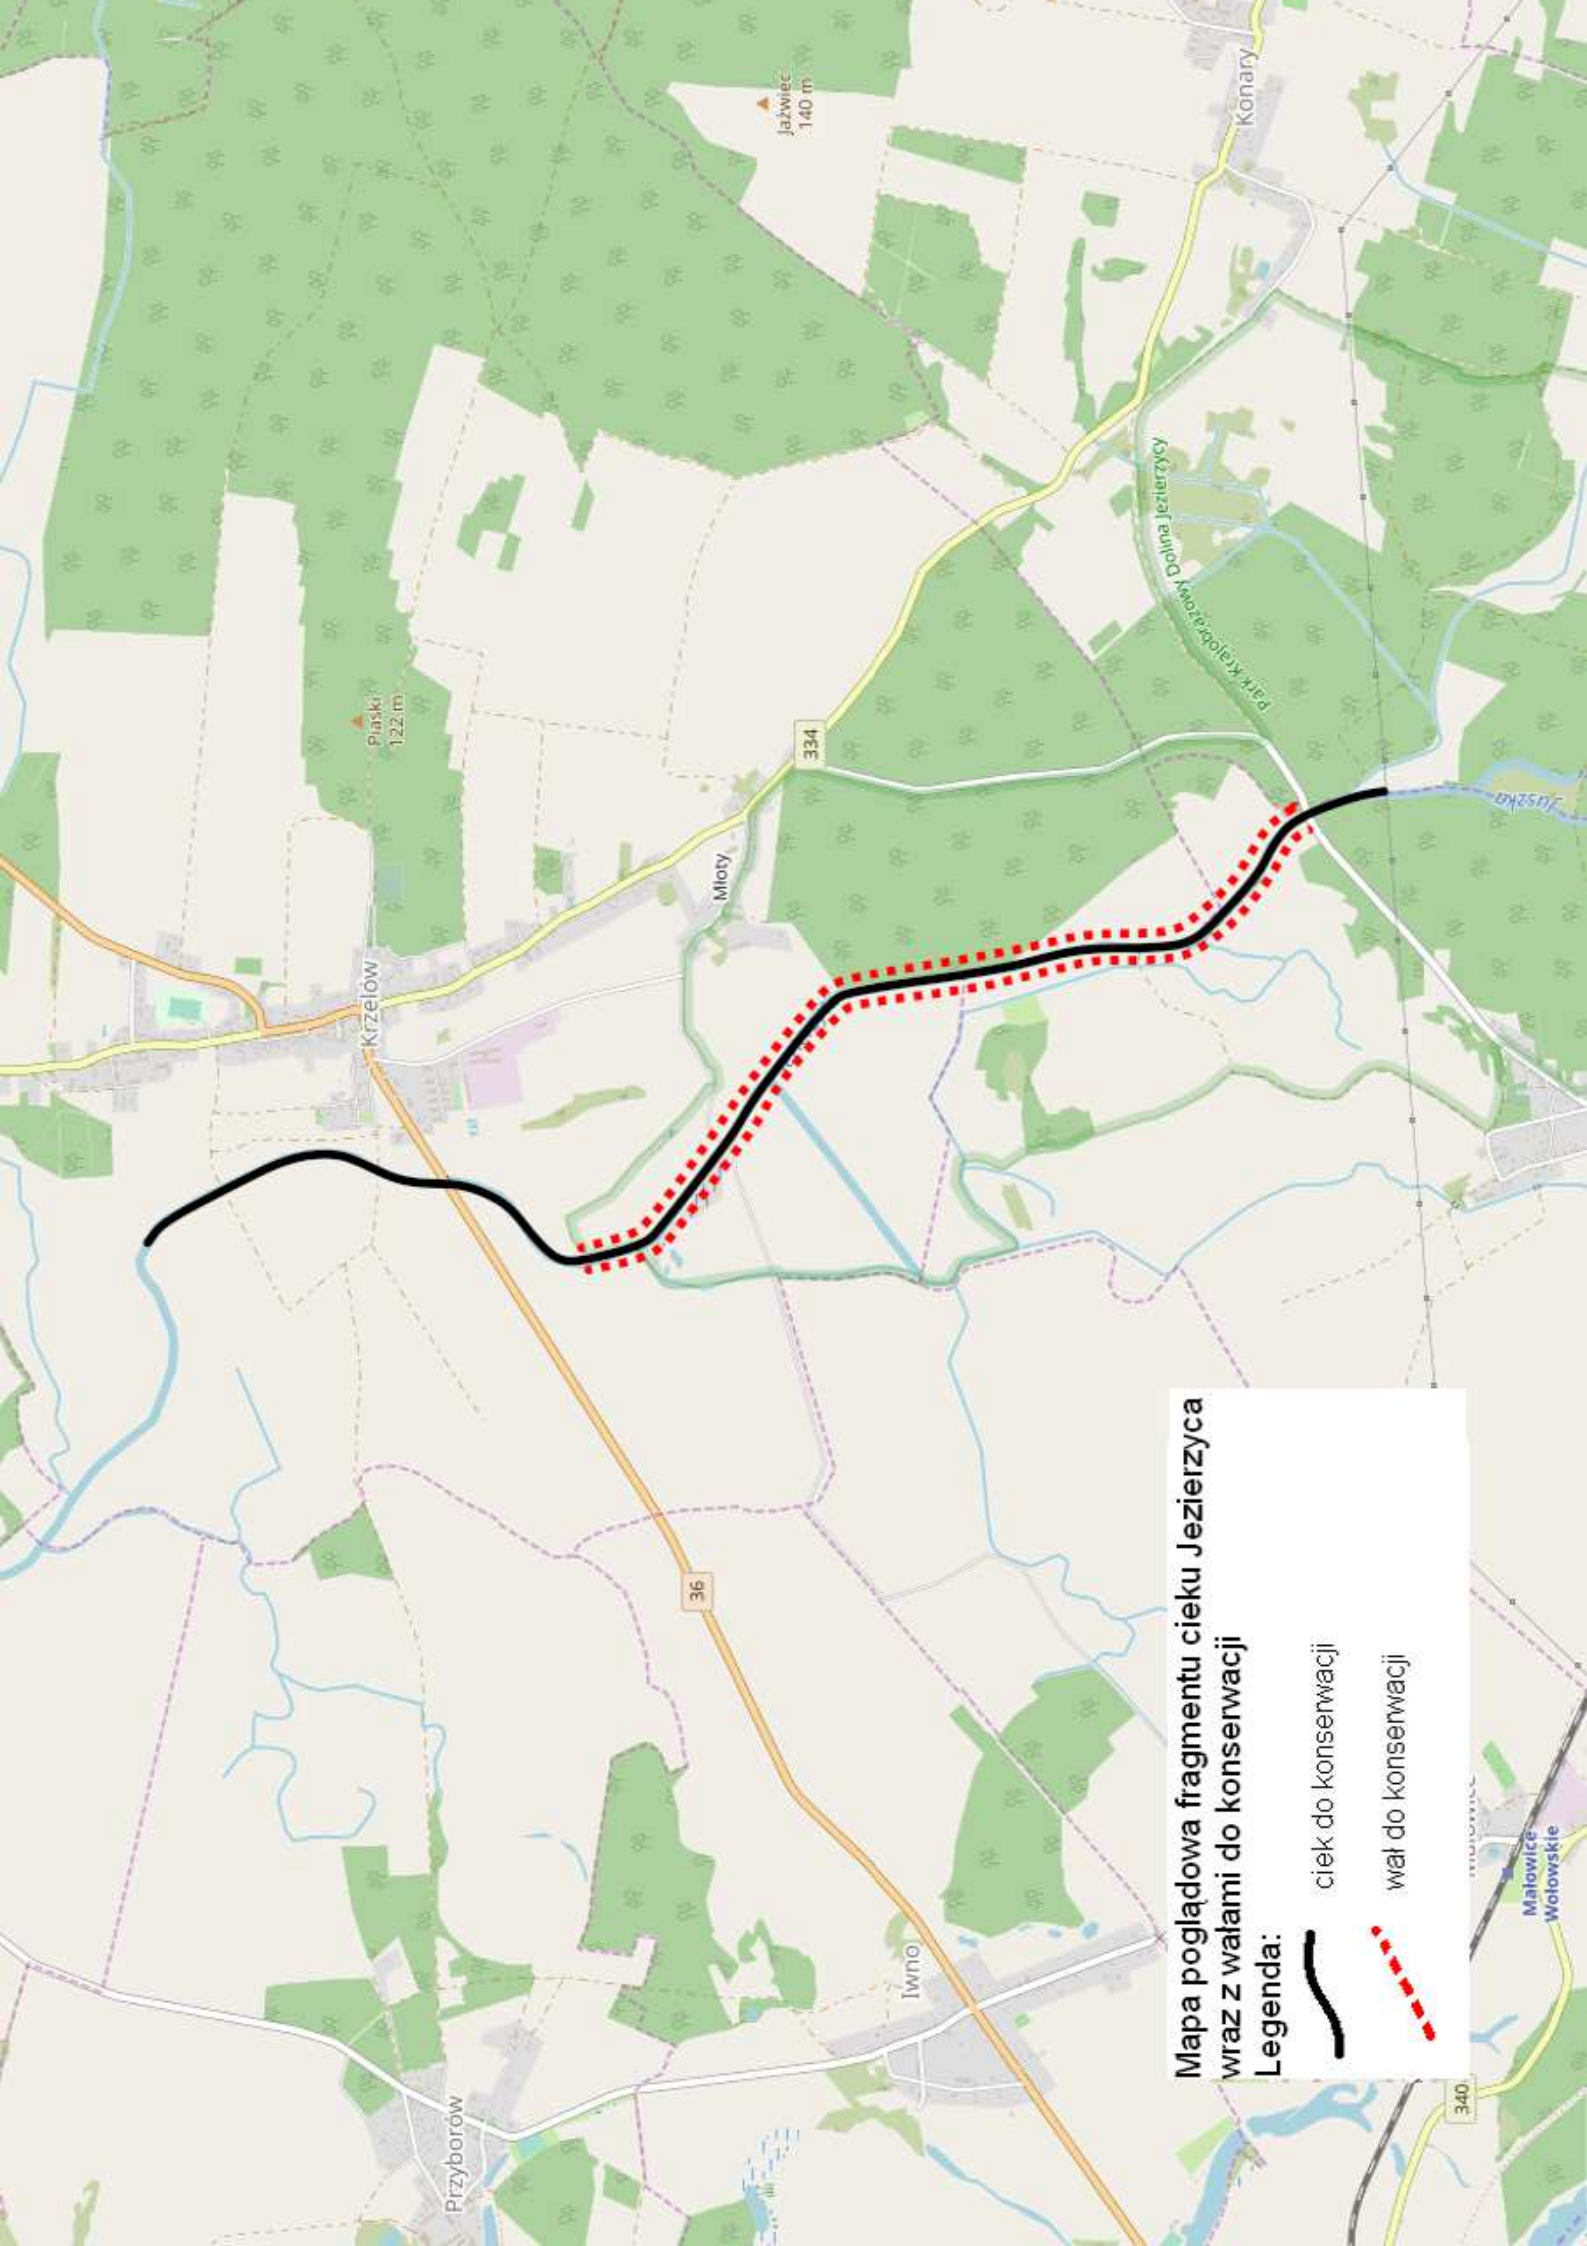 Jaźwiec
140 m
Konary
Piaski
122 m
334
Park Krajobrazowy Dolina Jezierzycy
Krzelów
Młoty
Juszka
36
Iwno
Przyborów
Mapa poglądowa fragmentu cieku Jezierzyca
wraz z wałami do konserwacji
Legenda:
ciek do konserwacji
wał do konserwacji
Małowice
Wołowskie
340